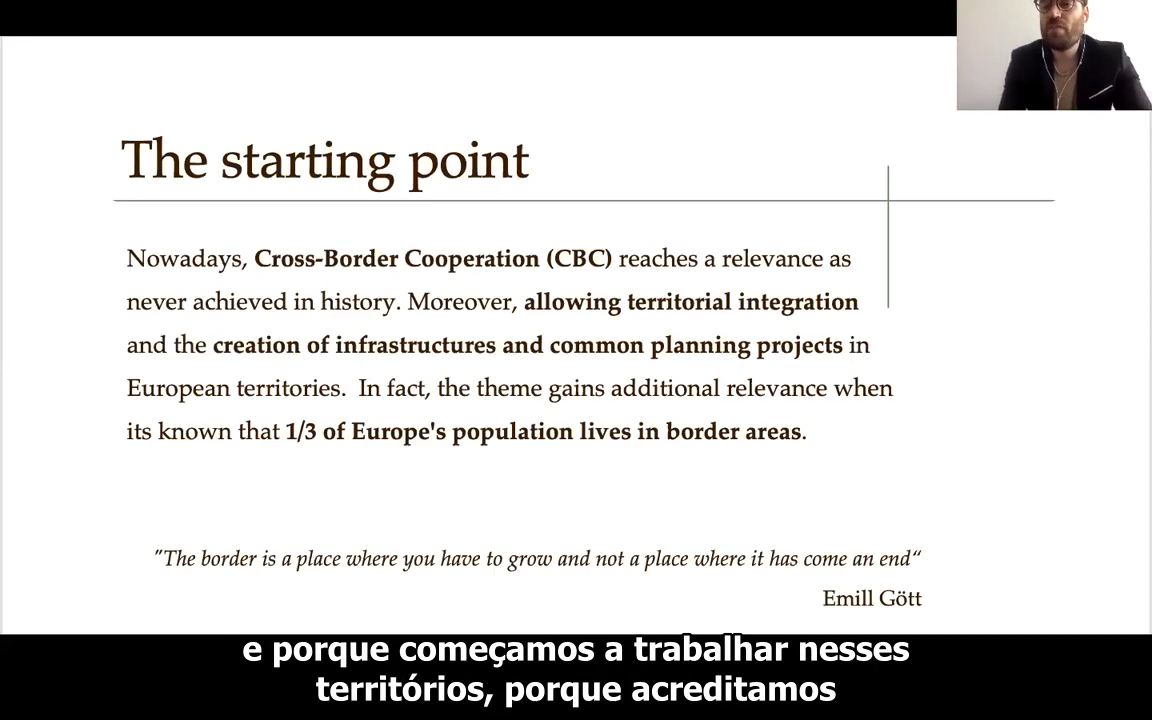 The starting point
Nowadays, Cross-Border Cooperation (CBC) reaches a relevance as
never achieved in history. Moreover, allowing territorial integration
and the creation of infrastructures and common planning projects in
European territories.  In fact, the theme gains additional relevance when
its known that 1/3 of Europe's population lives in border areas.
"The border is a place where you have to grow and not a place where it has come an end“
Emill Gött
e porque começamos a trabalhar nesses
territórios, porque acreditamos